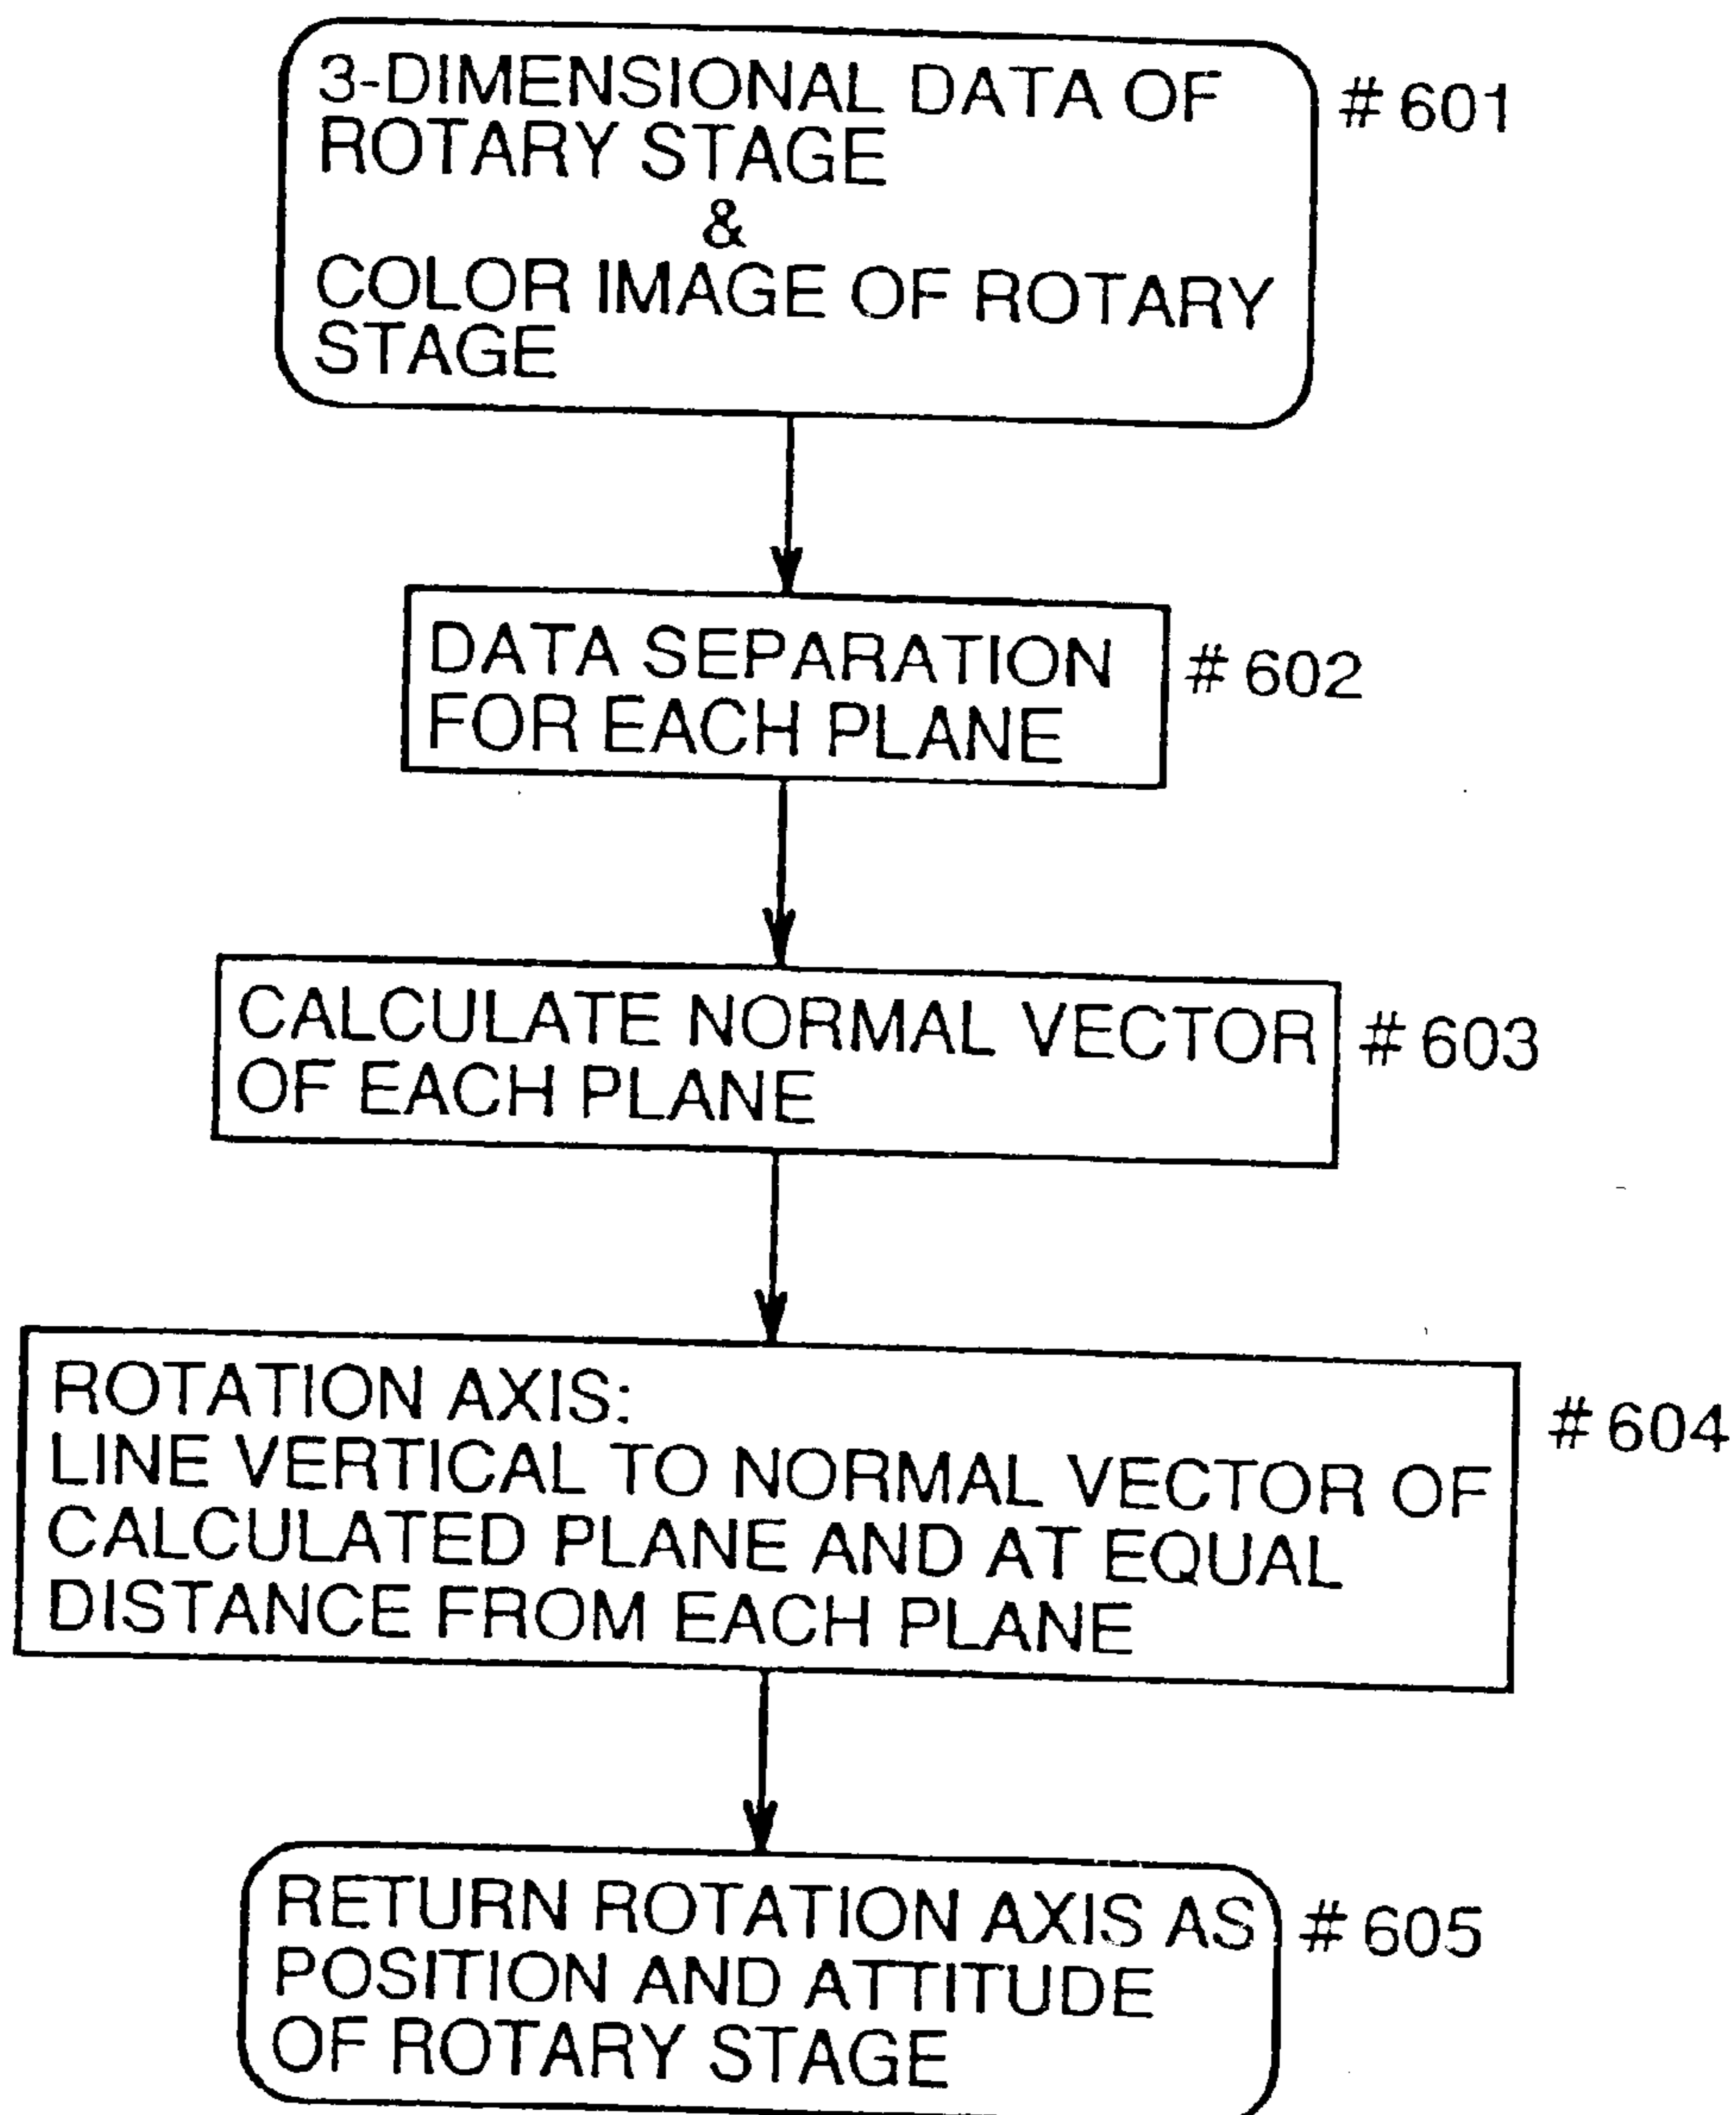 3-DIMENSIONAL DATA OF
ROTARY STAGE
&
COLOR IMAGE OF ROTARY
STAGE
#601
DATA SEPARATION
FOR EACH PLANE
#602
CALCULATE NORMAL VECTOR
OF EACH PLANE
#603
ROTATION AXIS:
LINE VERTICAL TO NORMAL VECTOR OF
CALCULATED PLANE AND AT EQUAL
DISTANCE FROM EACH PLANE
#604
RETURN ROTATION AXIS AS
POSITION AND ATTITUDE
OF ROTARY STAGE
#605